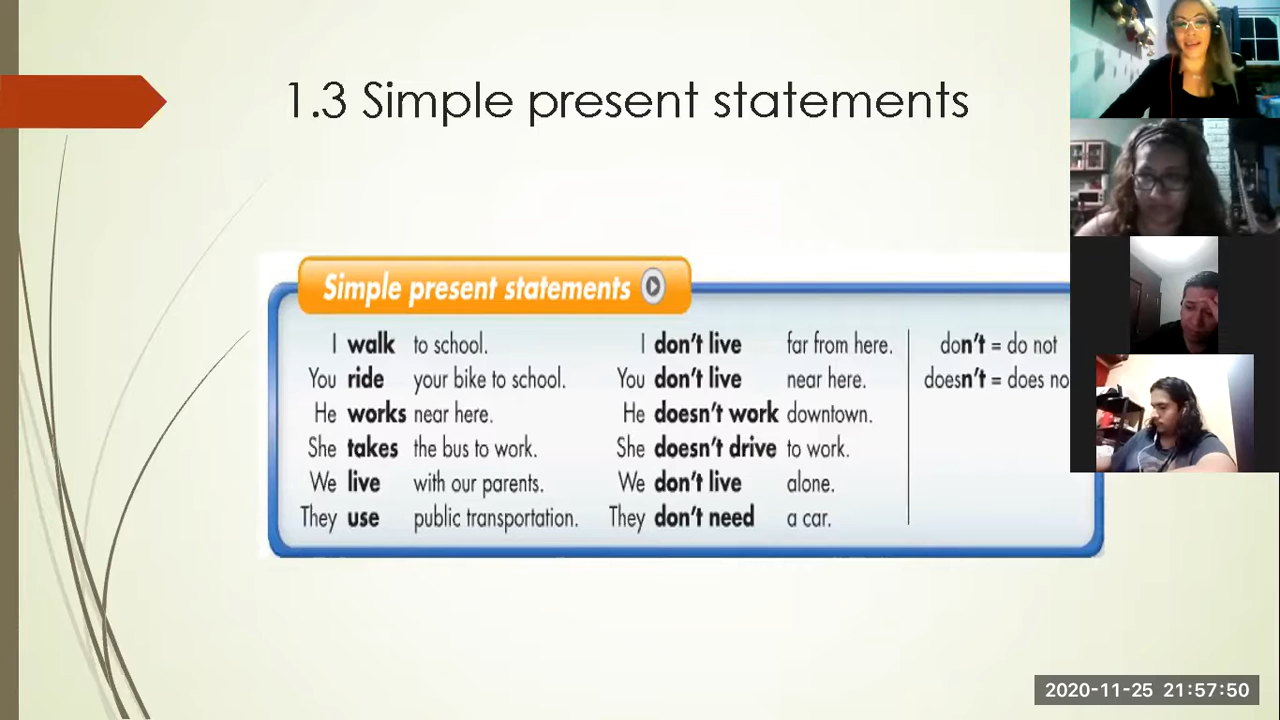 1.3 Simple present statements
Simple present statements
I walk to school. I don't live far from here. don't = do not
You ride your bike to school. You don't live near here. doesn't = does no
He works near here. He doesn't work downtown.
She takes the bus to work. She doesn't drive to work.
We live with our parents. We don't live alone.
They use public transportation. They don't need a car.
2020-11-25 21:57:50